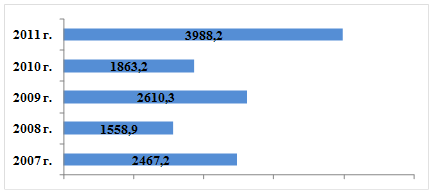 2011 г. 3988,2
2010 г. 1863,2
2009 г. 2610,3
2008 г. 1558,9
2007 г. 2467,2